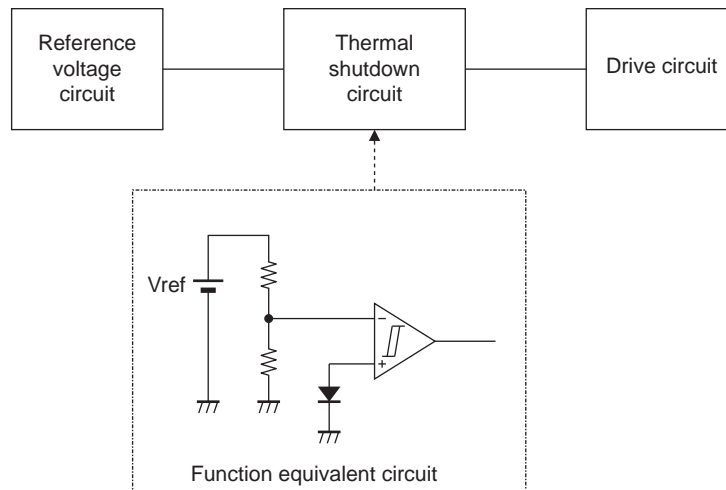 Reference
voltage
circuit
Thermal
shutdown
circuit
Drive circuit
Vref
−
+
Function equivalent circuit